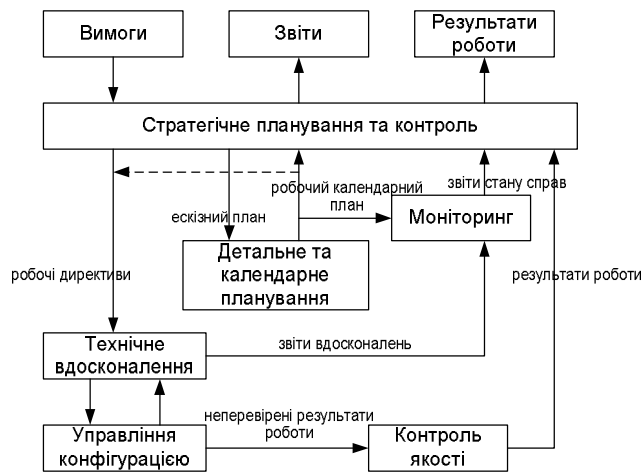 Вимоги
Звіти
Результати
роботи
Стратегічне планування та контроль
робочий календарний
план
звіти стану справ
ескізний план
Моніторинг
Детальне та
календарне
планування
робочі директиви
результати роботи
Технічне
вдосконалення
звіти вдосконалень
неперевірені результати
роботи
Управління
конфігурацією
Контроль
якості